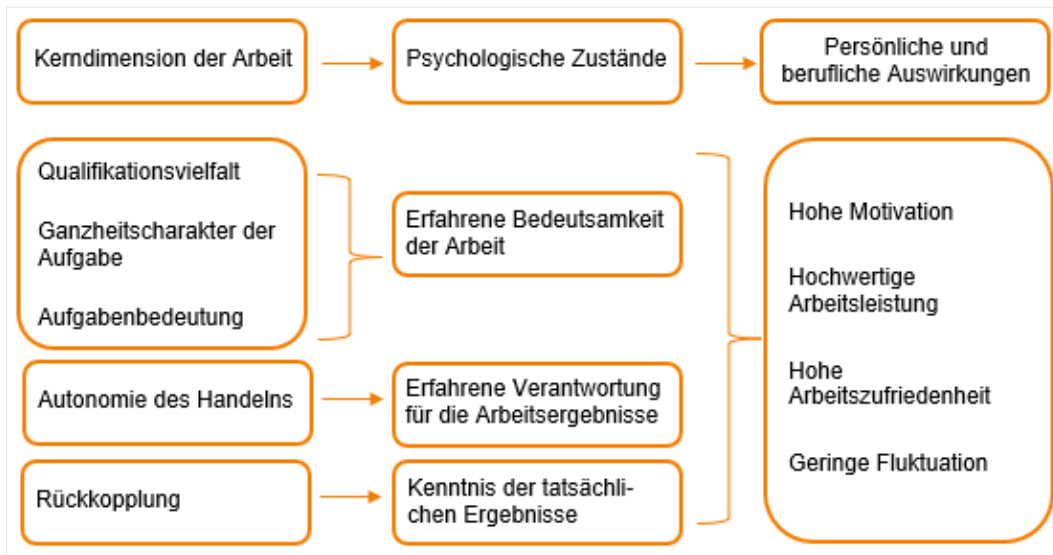 Kerndimension der Arbeit
Psychologische Zustände
Persönliche und
berufliche Auswirkungen
Qualifikationsvielfalt
Ganzheitscharakter der
Aufgabe
Aufgabenbedeutung
Erfahrene Bedeutsamkeit
der Arbeit
Autonomie des Handelns
Erfahrene Verantwortung
für die Arbeitsergebnisse
Rückkopplung
Kenntnis der tatsächli-
chen Ergebnisse
Hohe Motivation
Hochwertige
Arbeitsleistung
Hohe
Arbeitszufriedenheit
Geringe Fluktuation